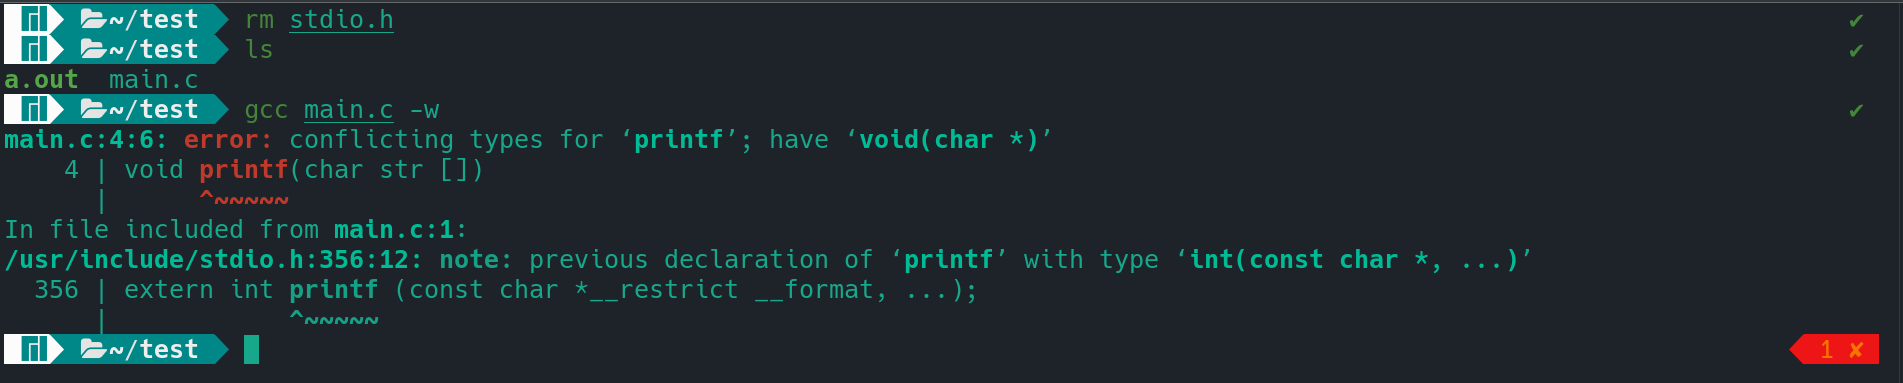 ~/test rm stdio.h ✔
~/test ls ✔
a.out  main.c
~/test gcc main.c -w ✔
main.c:4:6: error: conflicting types for ‘printf’; have ‘void(char *)’
    4 | void printf(char str [])
      |      ^~~~~~
In file included from main.c:1:
/usr/include/stdio.h:356:12: note: previous declaration of ‘printf’ with type ‘int(const char *, ...)’
  356 | extern int printf (const char *__restrict __format, ...);
      |            ^~~~~~
~/test 1 ✘